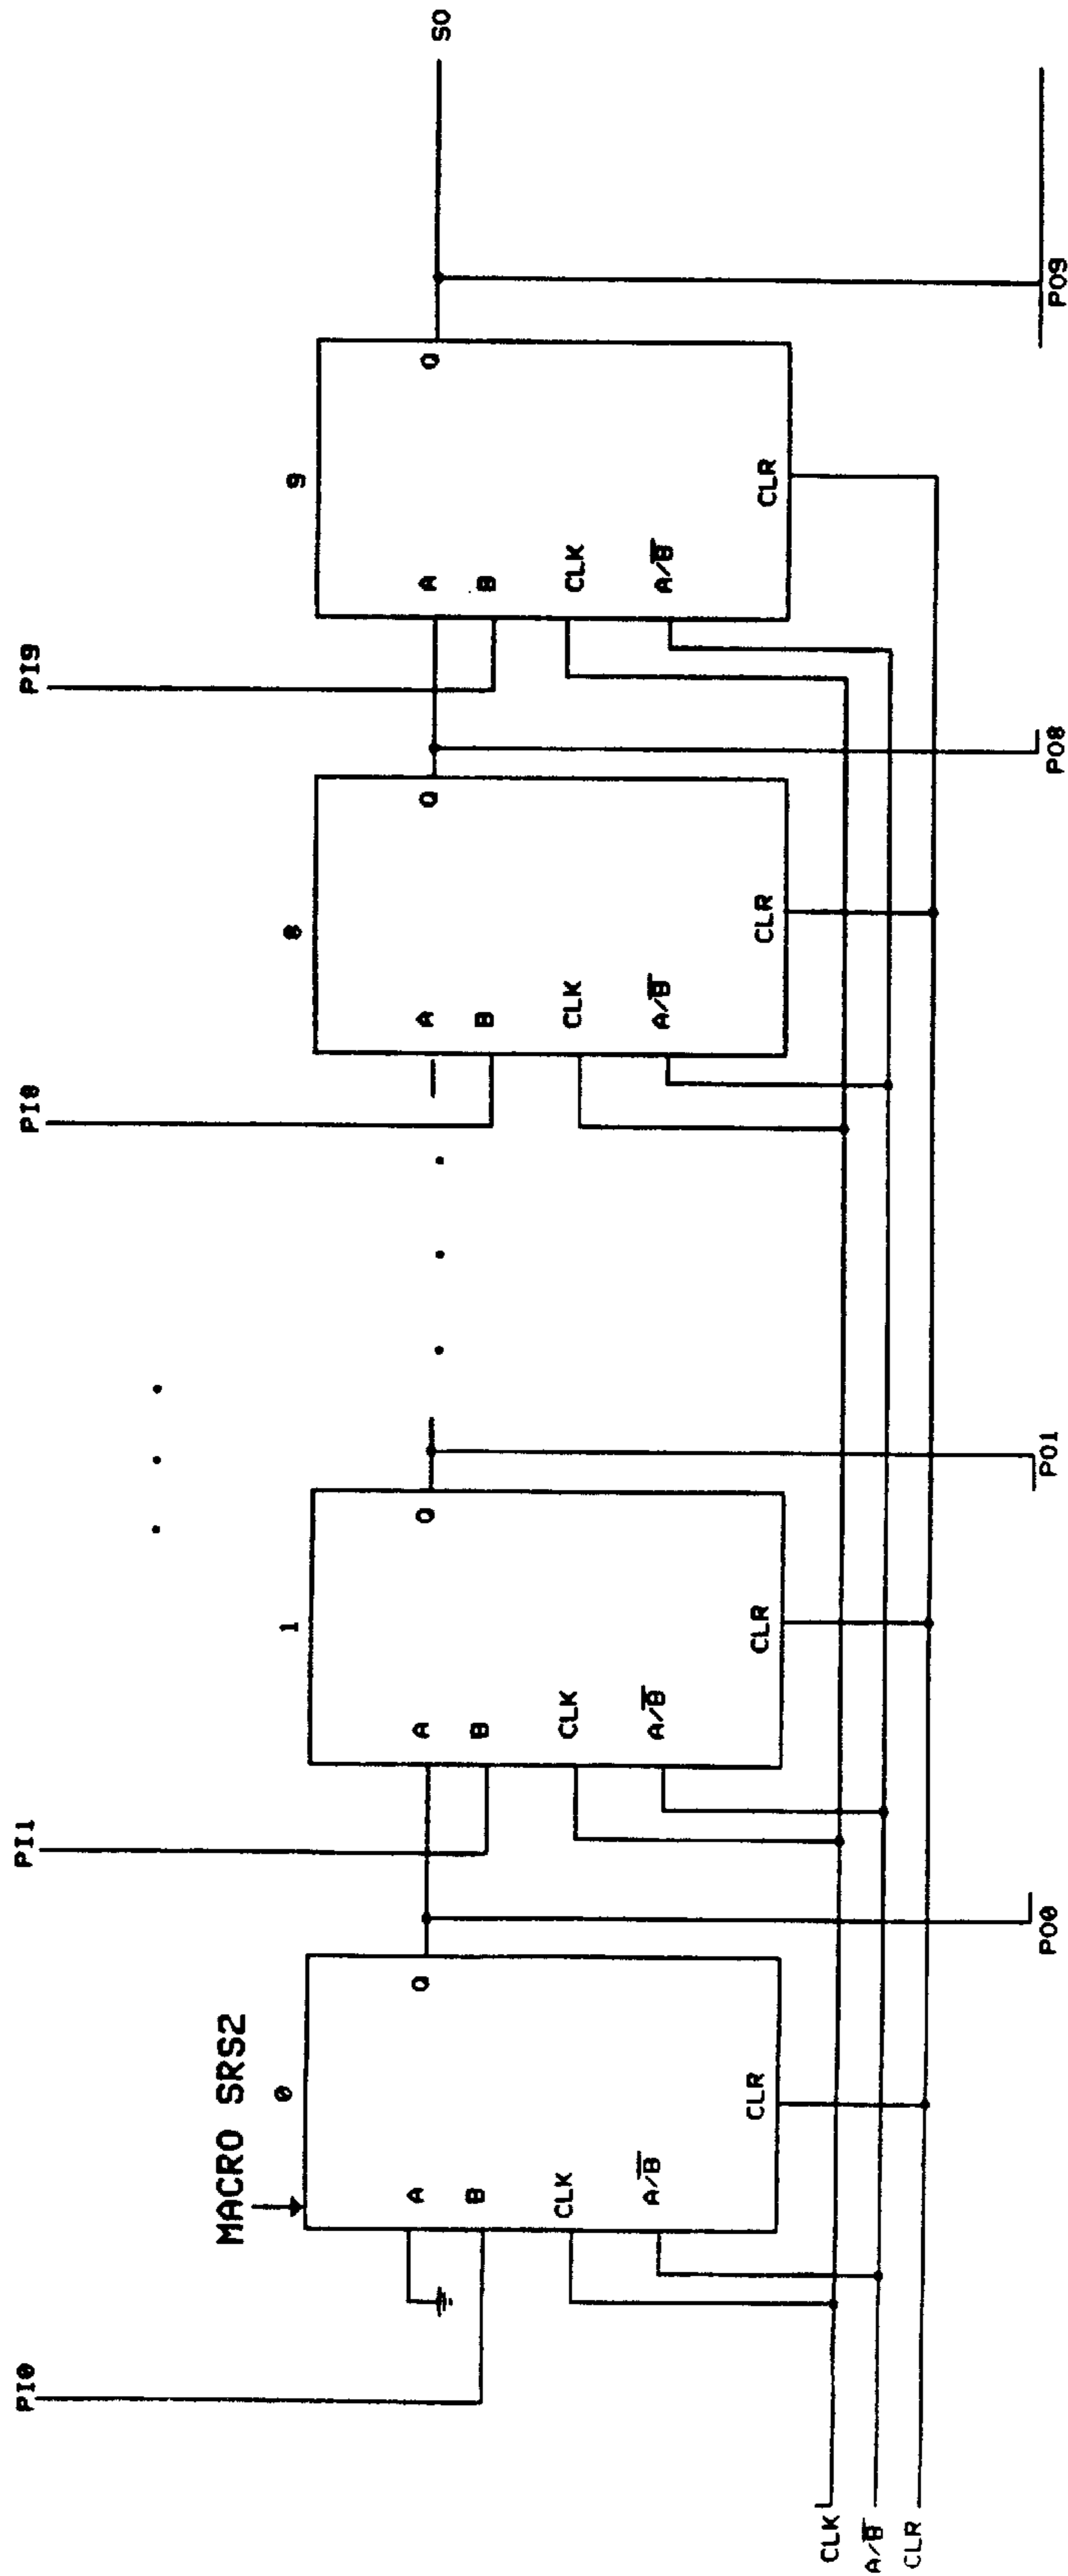 PI0
PI1
PI8
PI9
MACRO SRS2
0
1
8
9
A
Q
A
Q
A
Q
A
Q
SO
B
B
B
B
CLK
CLK
CLK
CLK
A/B̅
A/B̅
A/B̅
A/B̅
CLR
CLR
CLR
CLR
CLK
A/B̅
CLR
PO0
PO1
PO8
PO9